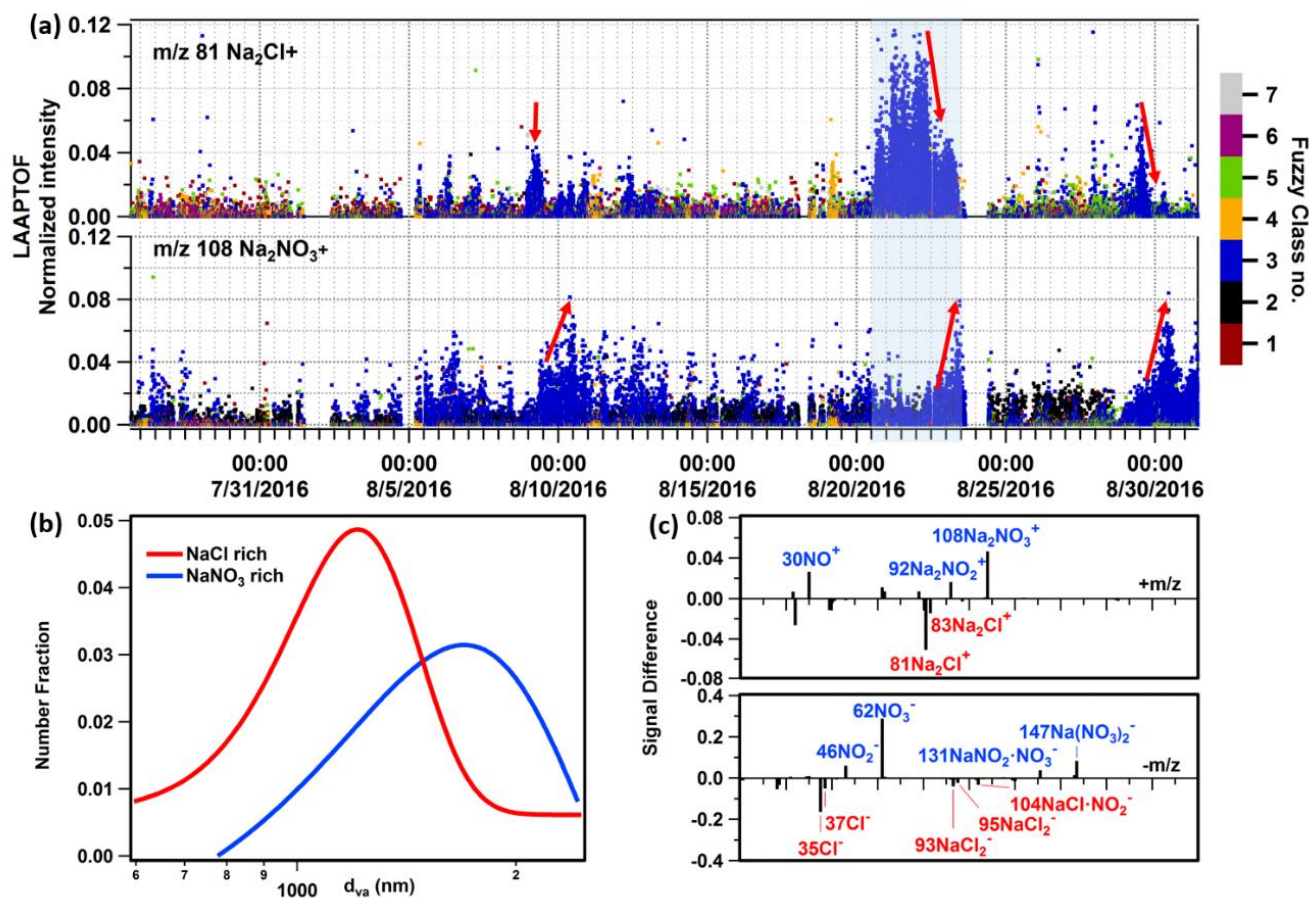 (a)
m/z 81 Na₂Cl+
m/z 108 Na₂NO₃+
LAAPTOF
Normalized intensity
0.12
0.08
0.04
0.00
0.12
0.08
0.04
0.00
00:00 00:00 00:00 00:00 00:00 00:00 00:00
7/31/2016 8/5/2016 8/10/2016 8/15/2016 8/20/2016 8/25/2016 8/30/2016
7
6
5
4
3
2
1
Fuzzy Class no.
(b)
NaCl rich
NaNO₃ rich
Number Fraction
0.05
0.04
0.03
0.02
0.01
0.00
6 7 8 9 1000 2
dva (nm)
(c)
Signal Difference
0.08
0.04
0.00
-0.04
-0.08
30NO⁺
92Na₂NO₂⁺
108Na₂NO₃⁺
+m/z
83Na₂Cl⁺
81Na₂Cl⁺
0.4
0.2
0.0
-0.2
-0.4
62NO₃⁻
46NO₂⁻
131NaNO₂·NO₃⁻
147Na(NO₃)₂⁻
-m/z
37Cl⁻
35Cl⁻
104NaCl·NO₂⁻
95NaCl₂⁻
93NaCl₂⁻